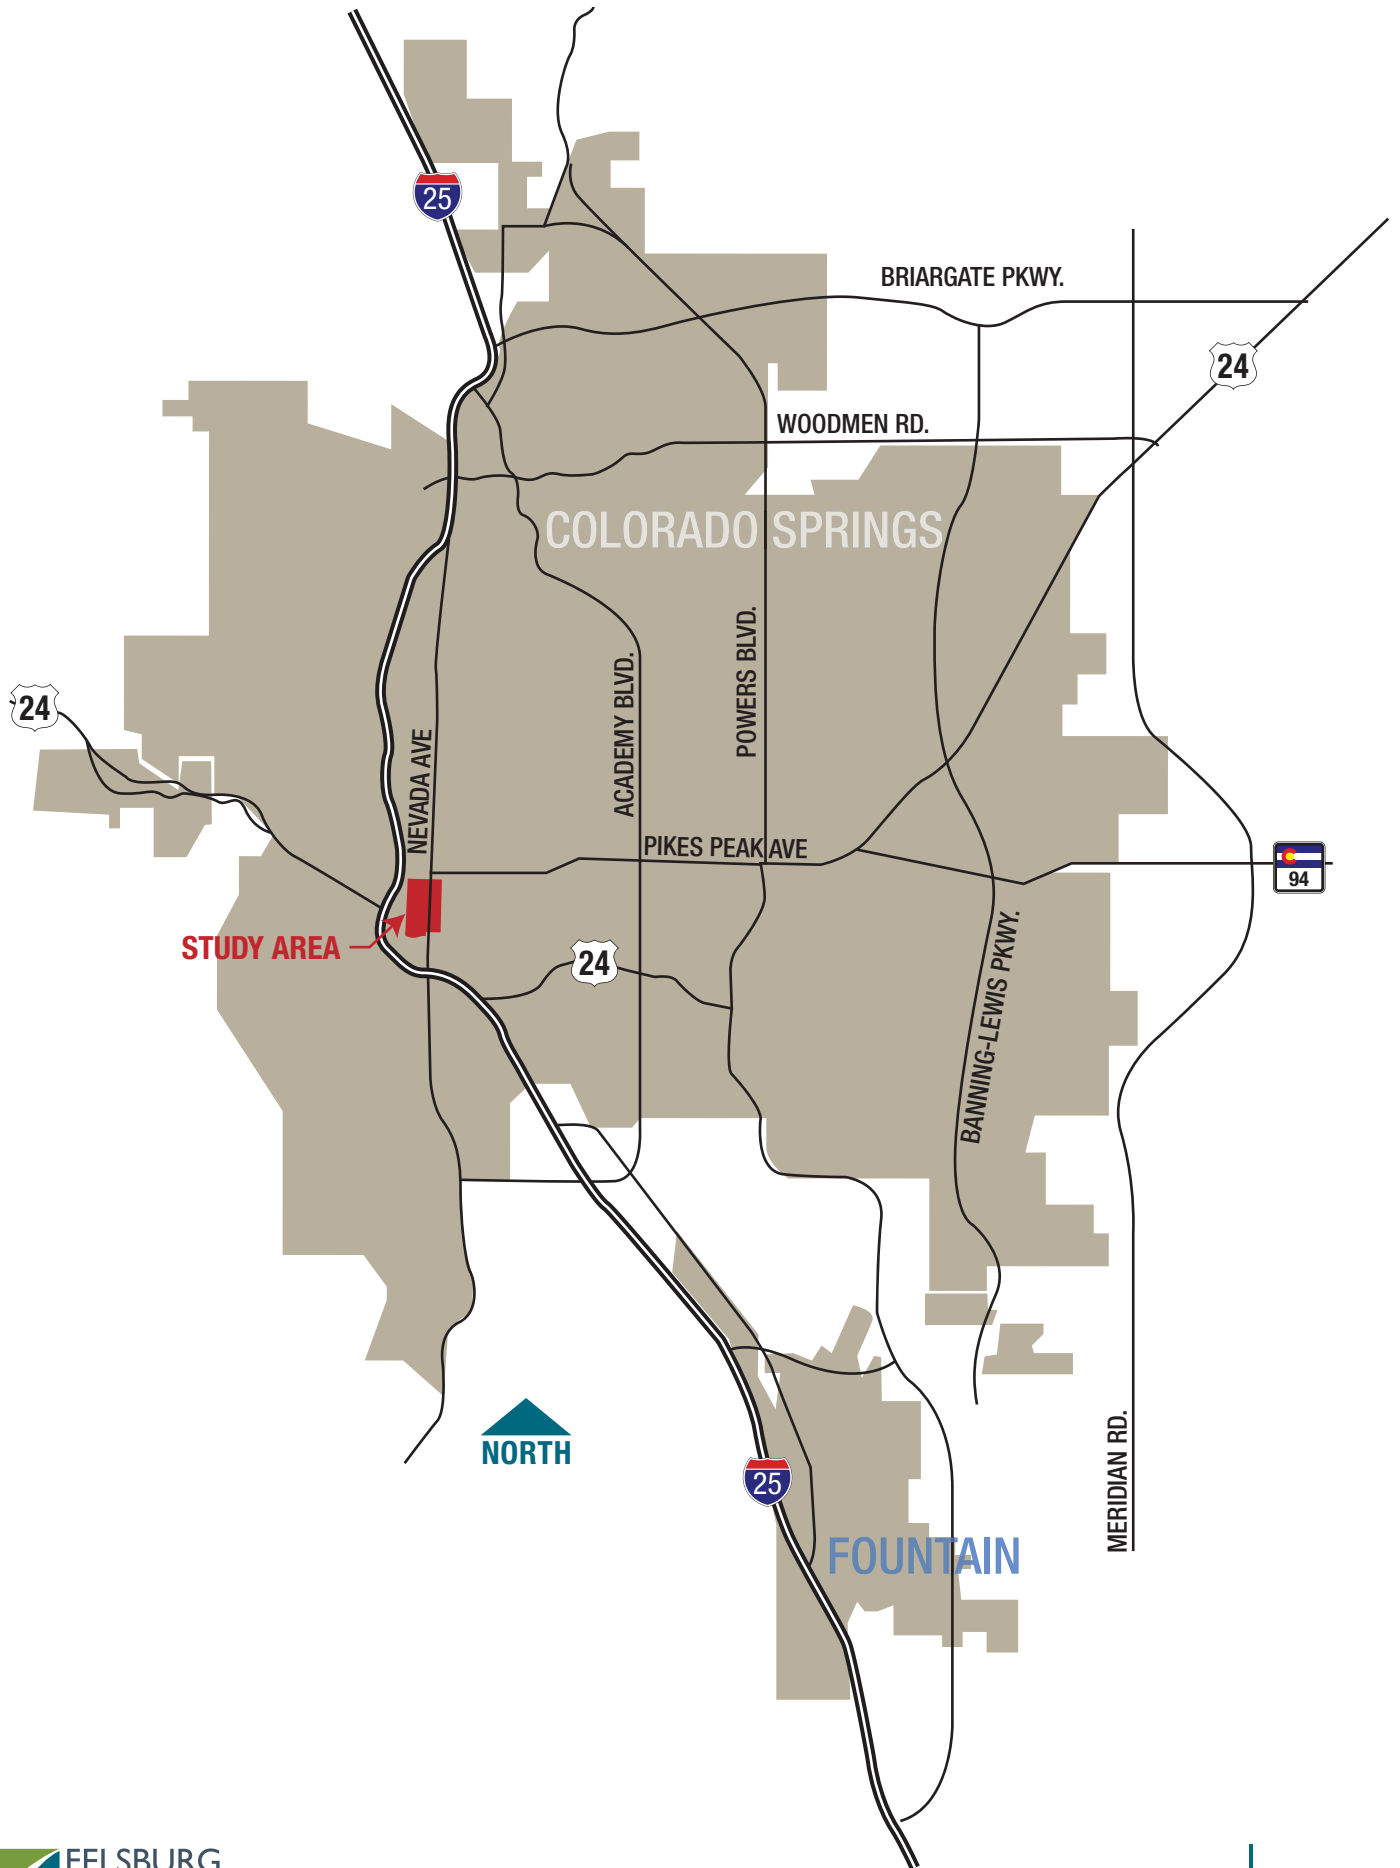 25
BRIARGATE PKWY.
24
WOODMEN RD.
COLORADO SPRINGS
POWERS BLVD.
ACADEMY BLVD.
24
NEVADA AVE
PIKES PEAK AVE
94
STUDY AREA
24
BANNING-LEWIS PKWY.
NORTH
MERIDIAN RD.
25
FOUNTAIN
FELSBURG